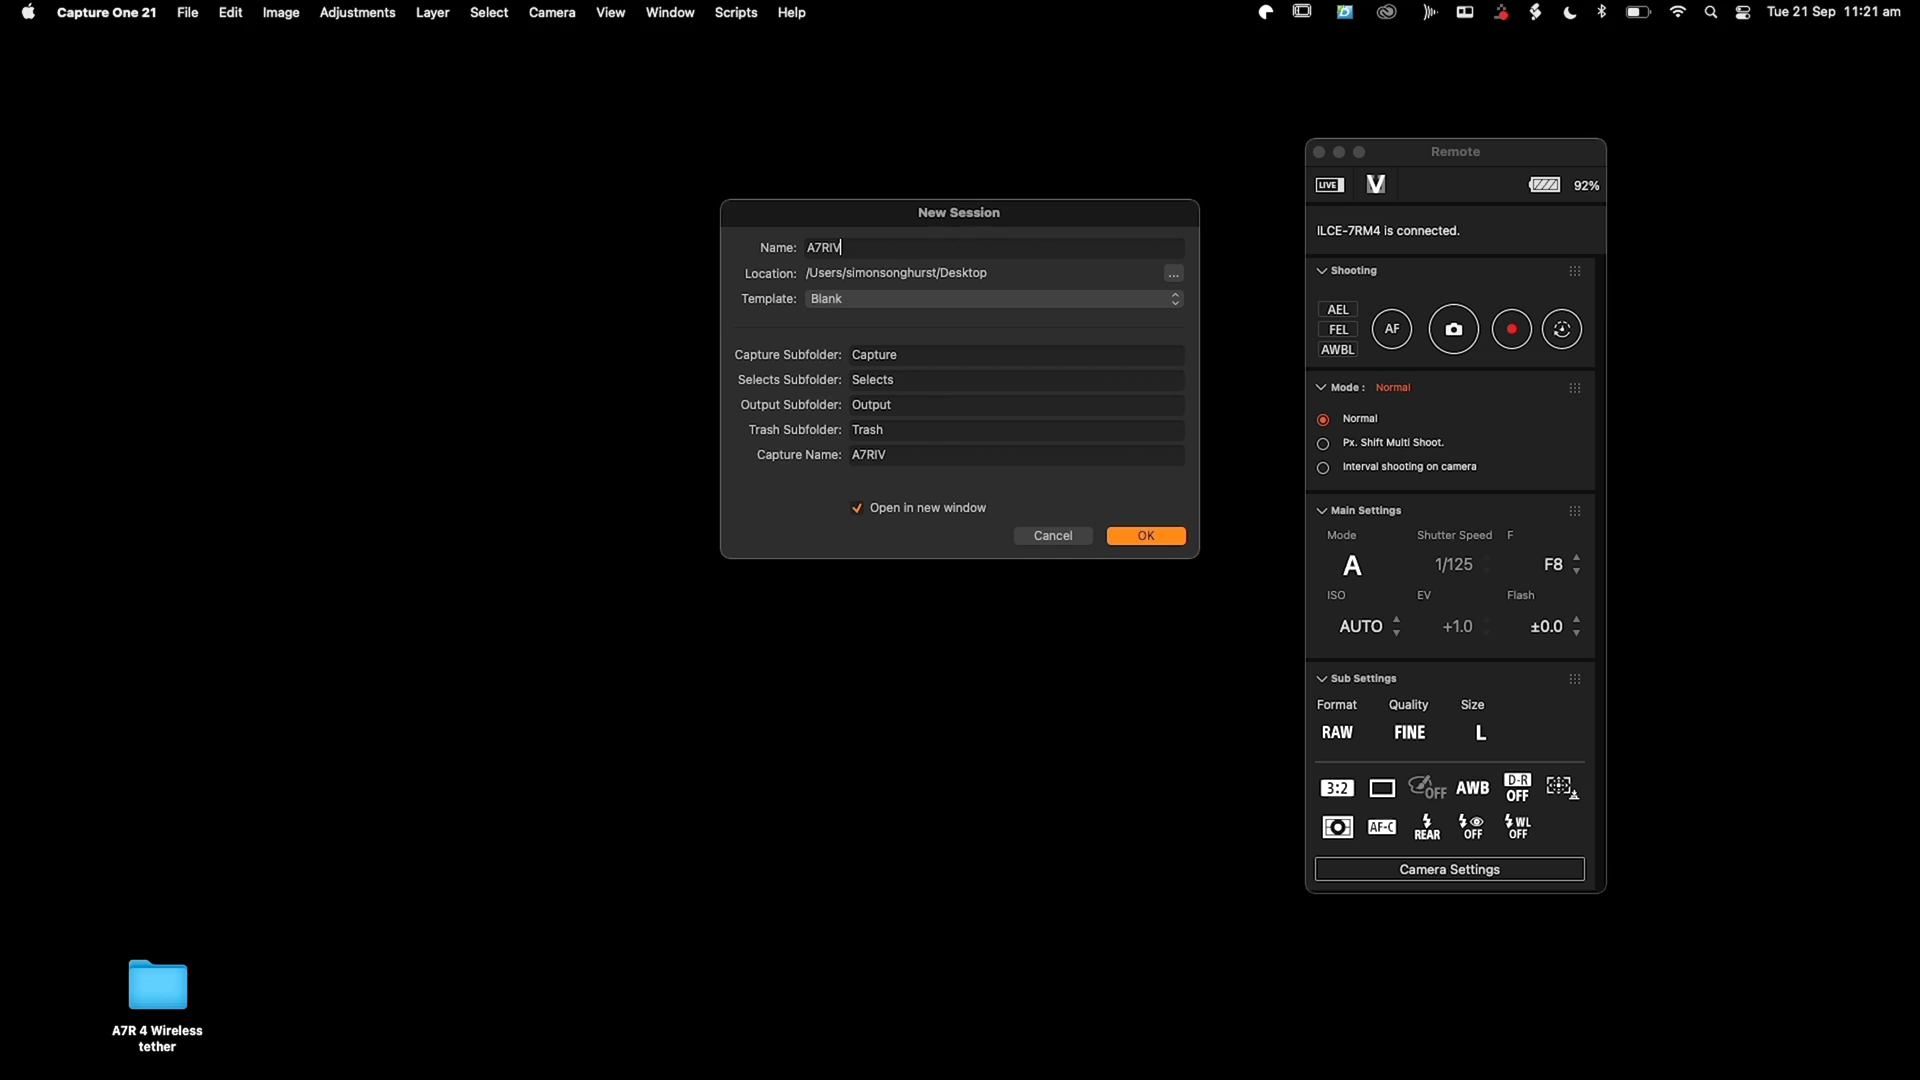 Capture One 21 File Edit Image Adjustments Layer Select Camera View Window Scripts Help Tue 21 Sep 11:21 am
New Session
Name: A7RIV
Location: /Users/simonsonghurst/Desktop ...
Template: Blank
Capture Subfolder: Capture
Selects Subfolder: Selects
Output Subfolder: Output
Trash Subfolder: Trash
Capture Name: A7RIV
Open in new window
Cancel OK
Remote
LIVE V 92%
ILCE-7RM4 is connected.
Shooting
AEL
FEL
AWBL
AF
Mode : Normal
Normal
Px. Shift Multi Shoot.
Interval shooting on camera
Main Settings
Mode Shutter Speed F
A 1/125 F8
ISO EV Flash
AUTO +1.0 ±0.0
Sub Settings
Format Quality Size
RAW FINE L
3:2 OFF AWB D-R OFF
AF-C REAR OFF WL OFF
Camera Settings
A7R 4 Wireless
tether